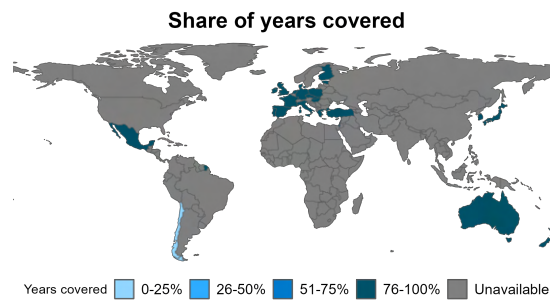 Share of years covered
Years covered 0-25% 26-50% 51-75% 76-100% Unavailable